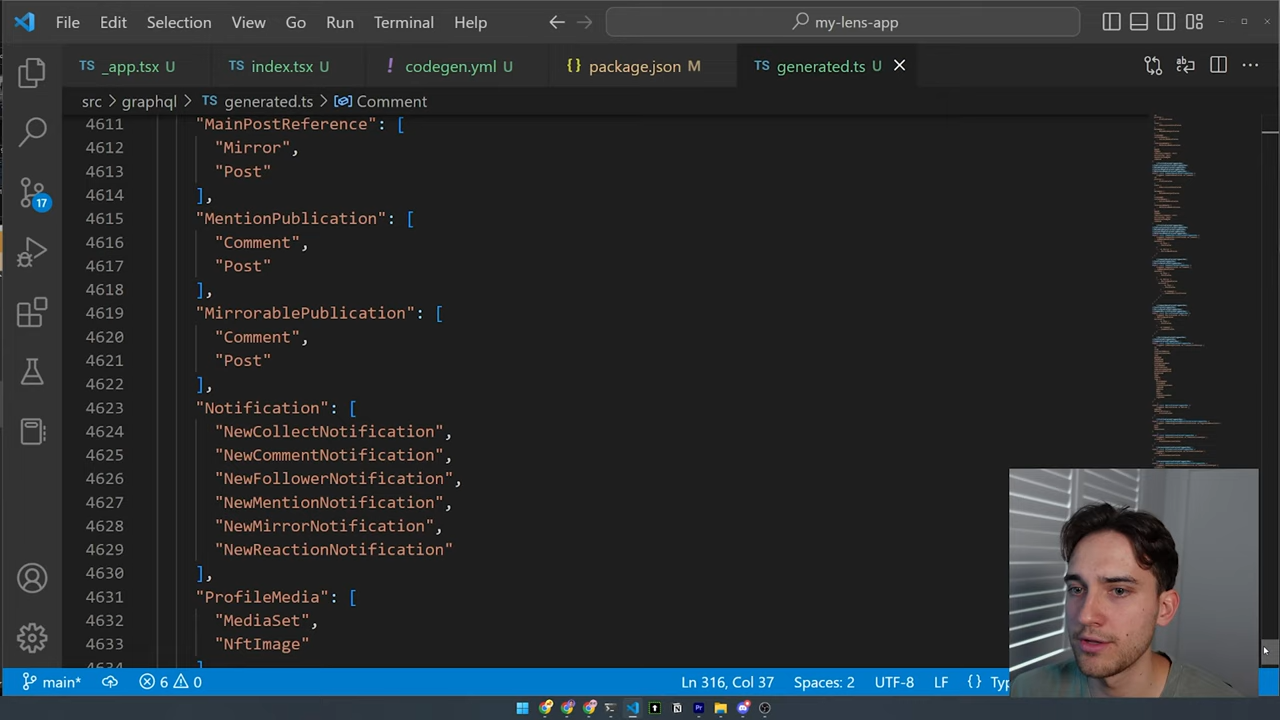 File Edit Selection View Go Run Terminal Help
my-lens-app
TS _app.tsx U
TS index.tsx U
! codegen.yml U
{} package.json M
TS generated.ts U
src > graphql > TS generated.ts > Comment
4611 "MainPostReference": [
4612 "Mirror",
4613 "Post"
4614 ],
4615 "MentionPublication": [
4616 "Comment",
4617 "Post"
4618 ],
4619 "MirrorablePublication": [
4620 "Comment",
4621 "Post"
4622 ],
4623 "Notification": [
4624 "NewCollectNotification",
4625 "NewCommentNotification",
4626 "NewFollowerNotification",
4627 "NewMentionNotification",
4628 "NewMirrorNotification",
4629 "NewReactionNotification"
4630 ],
4631 "ProfileMedia": [
4632 "MediaSet",
4633 "NftImage"
4634 ]
17
main* 6 0 Ln 316, Col 37 Spaces: 2 UTF-8 LF {}